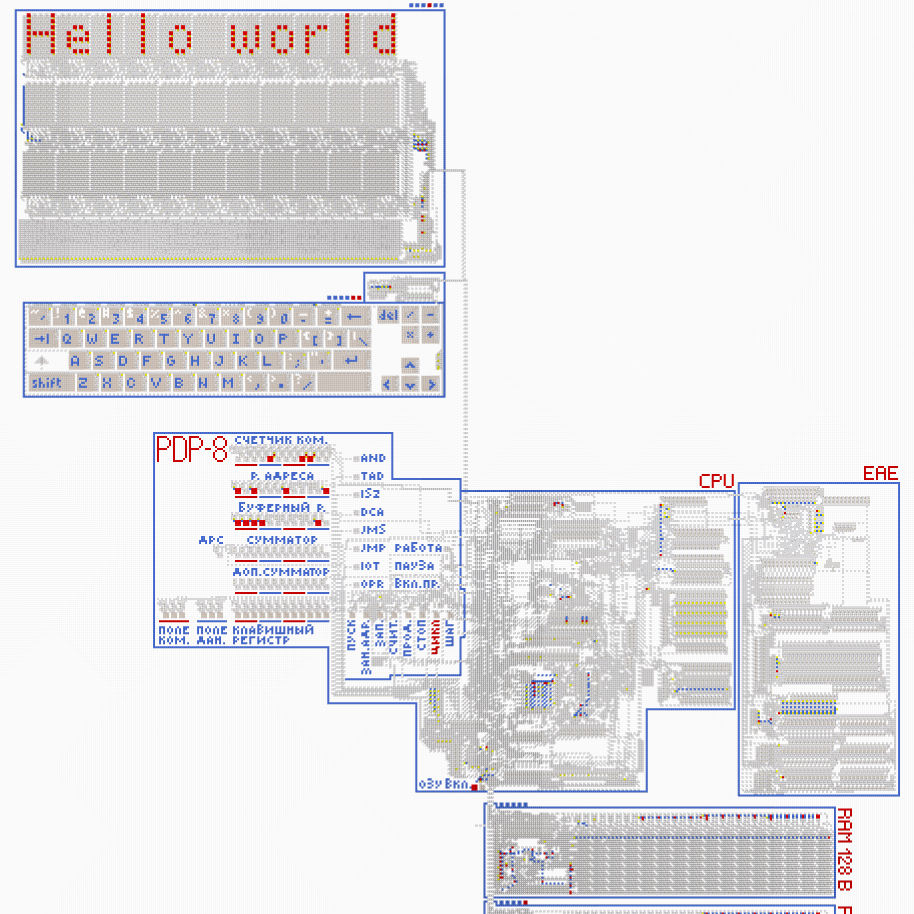 Hello world
~ ` ! 1 @ 2 # 3 $ 4 % 5 ^ 6 & 7 * 8 ( 9 ) 0 _ - + = ← del / -
→| Q W E R T Y U I O P { [ } ] | \ * +
A S D F G H J K L : ; " ' ↵
shift Z X C V B N M < , > . ? /
PDP-8
СЧЕТЧИК КОМ.
Р. АДРЕСА
БУФЕРНЫЙ Р.
АРС СУММАТОР
ДОП.СУММАТОР
ПОЛЕ КОМ.
ПОЛЕ ДАН.
КЛАВИШНЫЙ РЕГИСТР
AND
TAD
ISZ
DCA
JMS
JMP РАБОТА
IOT ПАУЗА
OPR ВКЛ.ПР.
ПУСК
ЗАН.АДР.
ЗАП.
СЧИТ.
ПРОД.
СТОП
ЦИКЛ
ШАГ
ОЗУ ВКЛ.
CPU
EAE
RAM 128 B